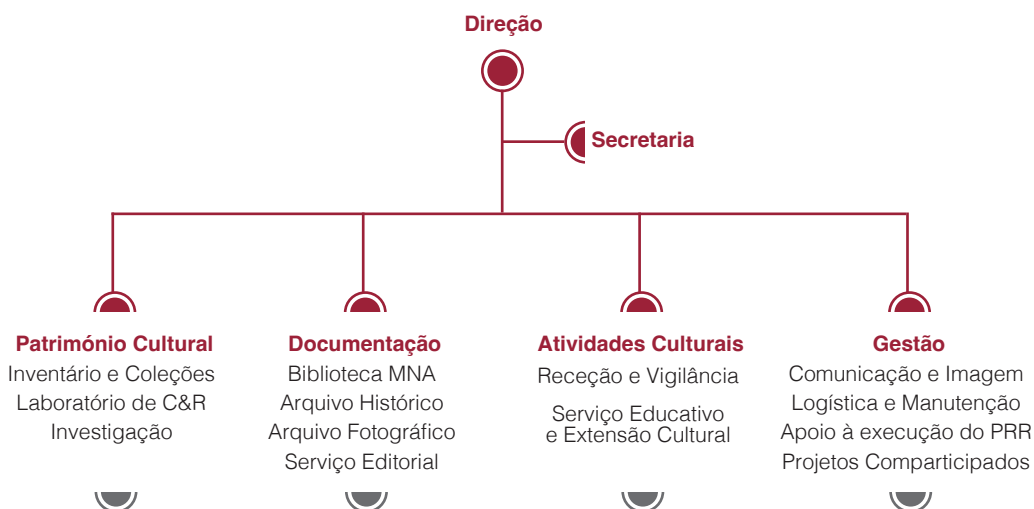 Direção
Secretaria
Património Cultural
Inventário e Coleções
Laboratório de C&R
Investigação
Documentação
Biblioteca MNA
Arquivo Histórico
Arquivo Fotográfico
Serviço Editorial
Atividades Culturais
Receção e Vigilância
Serviço Educativo
e Extensão Cultural
Gestão
Comunicação e Imagem
Logística e Manutenção
Apoio à execução do PRR
Projetos Comparticipados